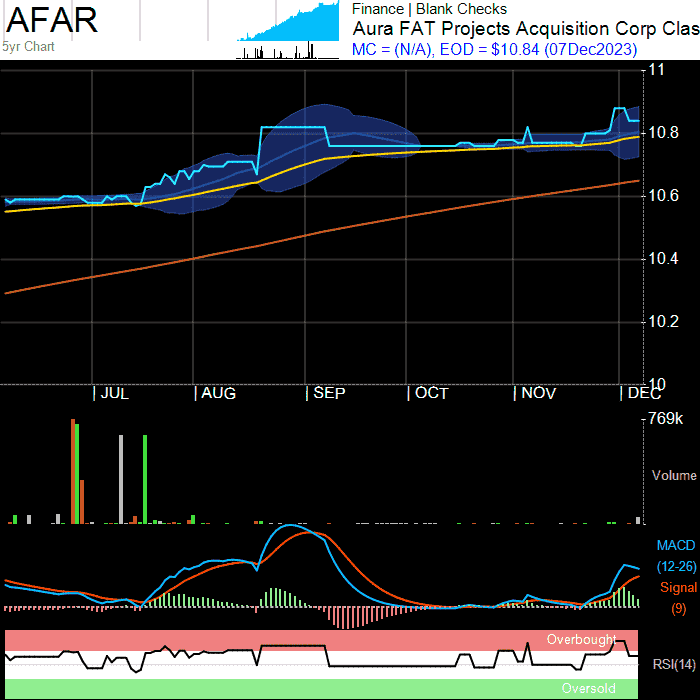 AFAR
5yr Chart
Finance | Blank Checks
Aura FAT Projects Acquisition Corp Clas
MC = (N/A), EOD = $10.84 (07Dec2023)
11
10.8
10.6
10.4
10.2
10
JUL AUG SEP OCT NOV DEC
769k
Volume
MACD
(12-26)
Signal
(9)
Overbought
RSI(14)
Oversold